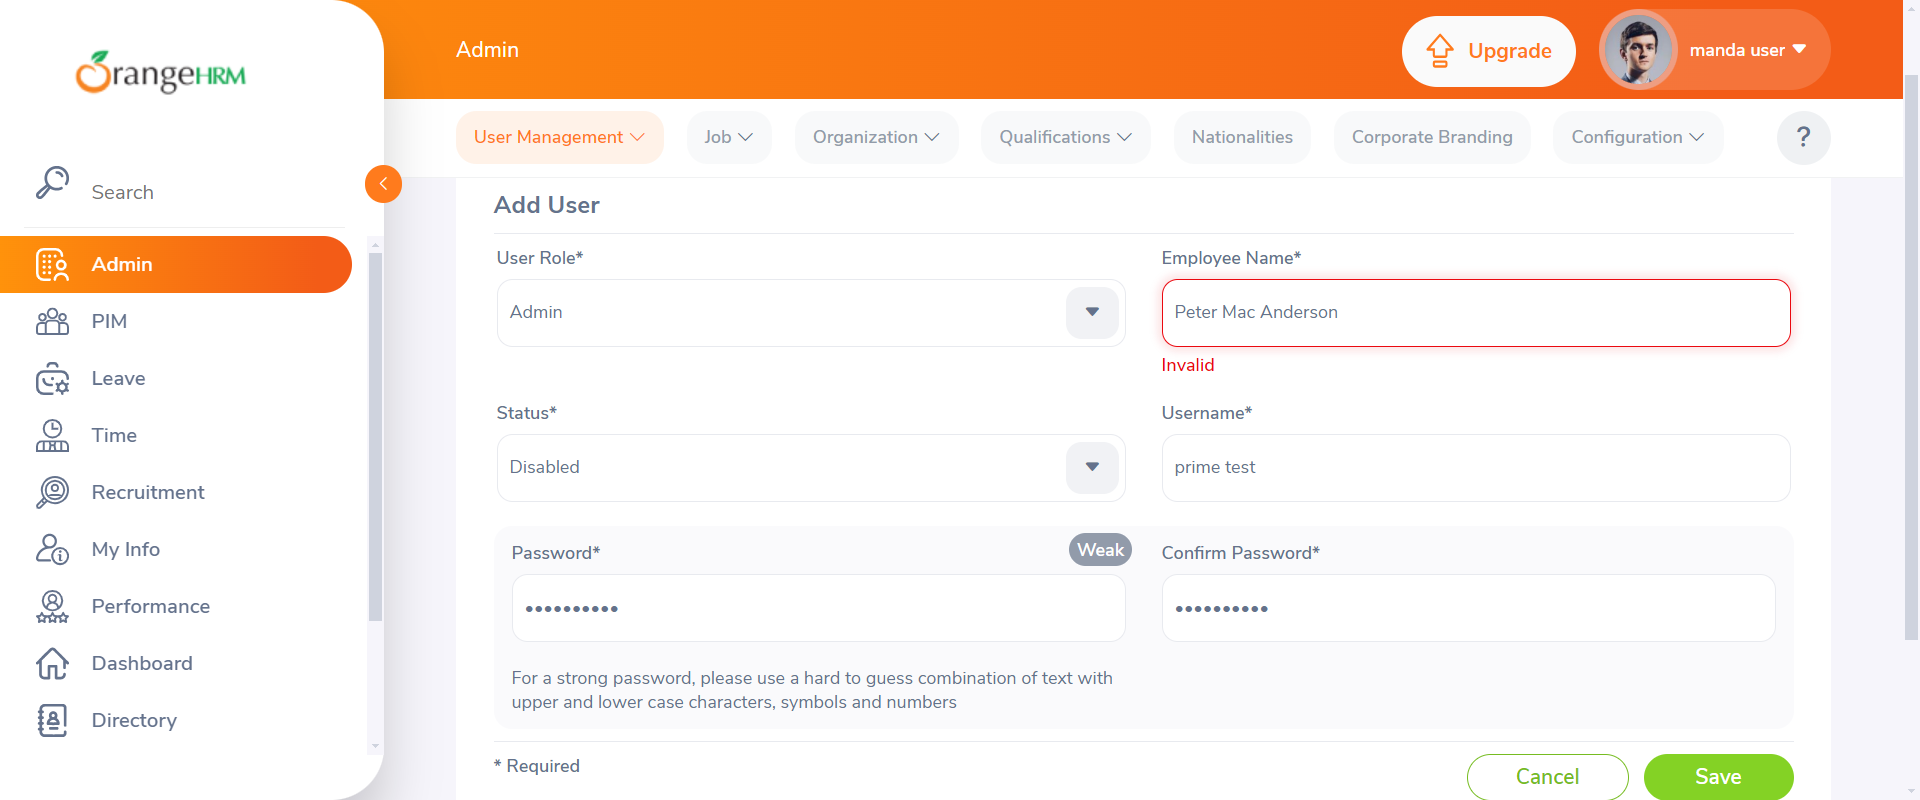 OrangeHRM
Search
Admin
PIM
Leave
Time
Recruitment
My Info
Performance
Dashboard
Directory
Admin
Upgrade
manda user
User Management
Job
Organization
Qualifications
Nationalities
Corporate Branding
Configuration
?
Add User
User Role*
Admin
Employee Name*
Peter Mac Anderson
Invalid
Status*
Disabled
Username*
prime test
Password*
Weak
••••••••••
Confirm Password*
••••••••••
For a strong password, please use a hard to guess combination of text with
upper and lower case characters, symbols and numbers
* Required
Cancel
Save